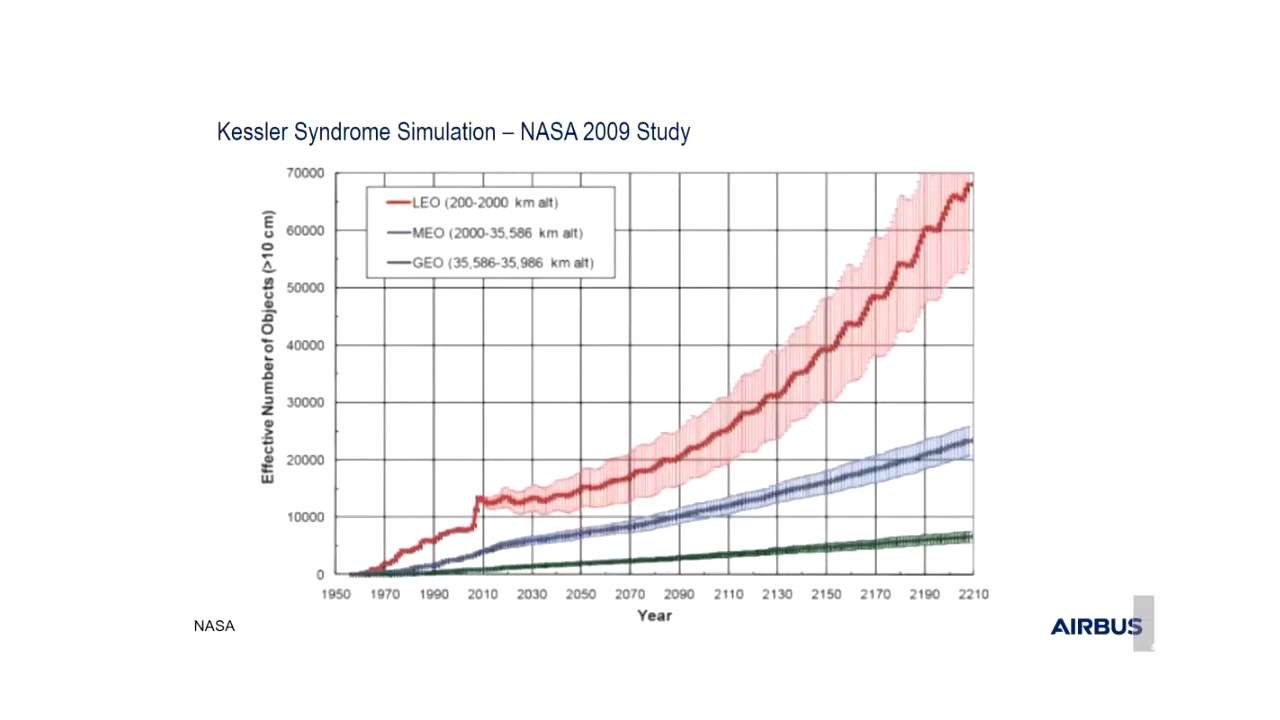 Kessler Syndrome Simulation – NASA 2009 Study
70000
60000
50000
40000
30000
20000
10000
0
Effective Number of Objects (>10 cm)
LEO (200-2000 km alt)
MEO (2000-35,586 km alt)
GEO (35,586-35,986 km alt)
1950 1970 1990 2010 2030 2050 2070 2090 2110 2130 2150 2170 2190 2210
Year
NASA
AIRBUS